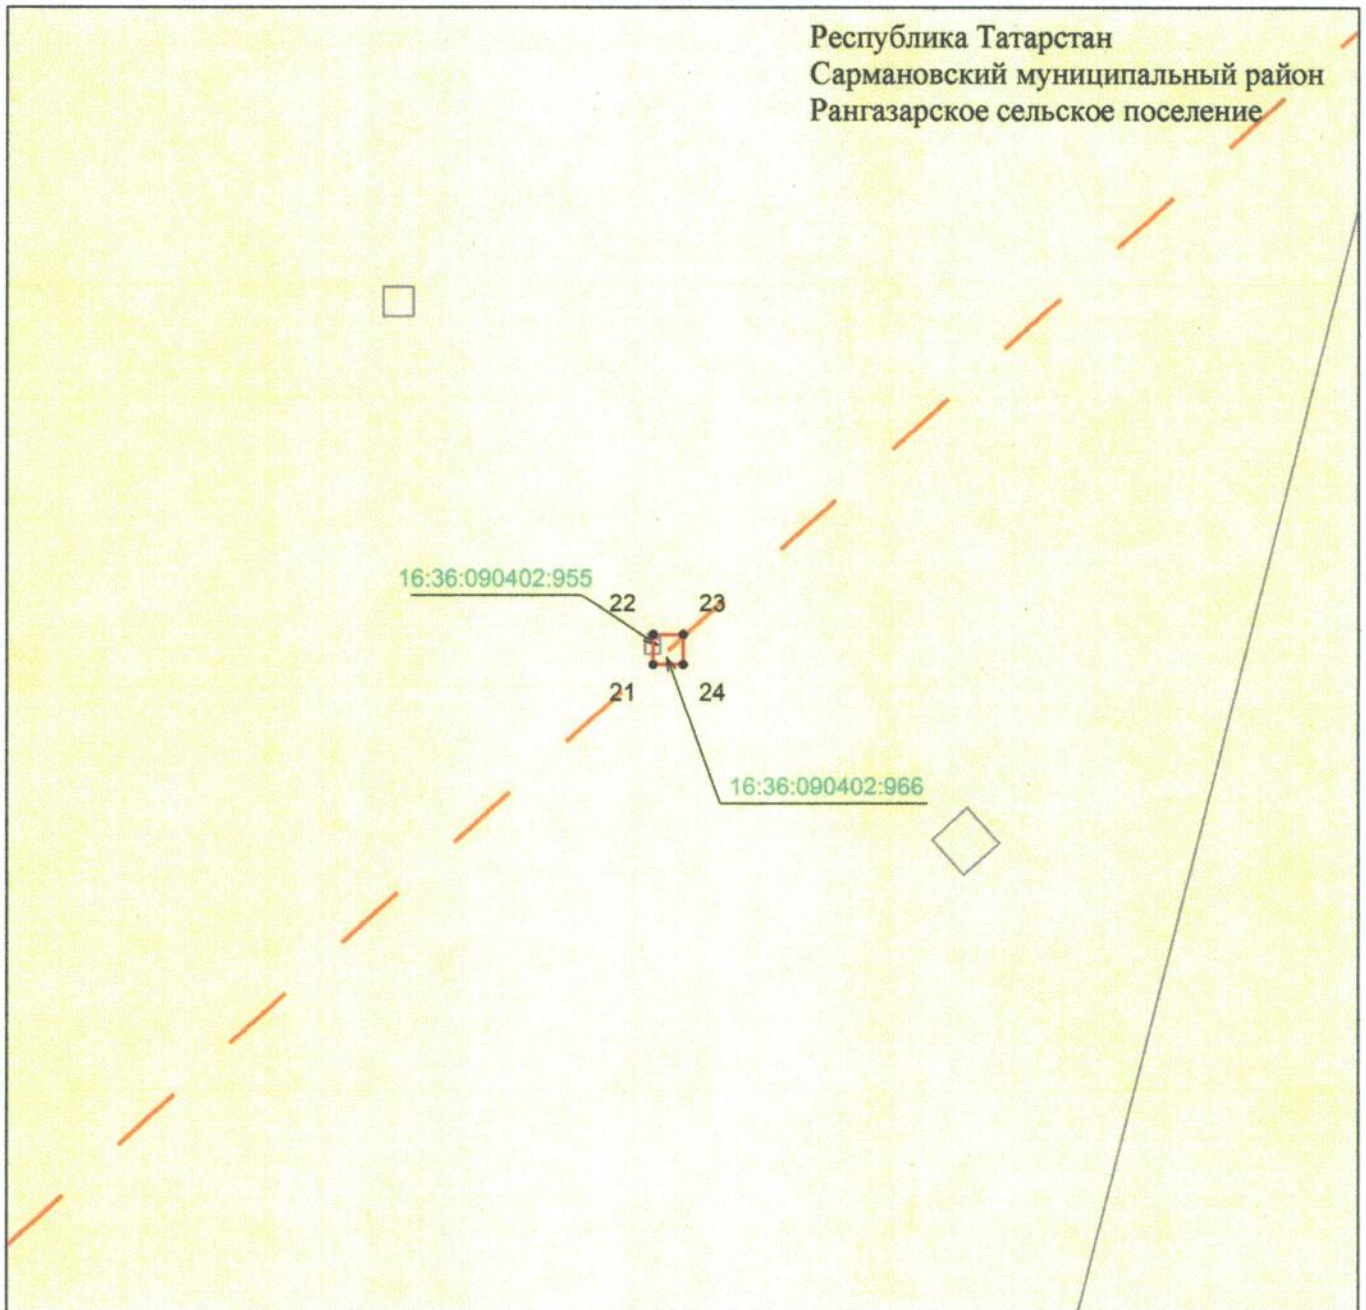 Республика Татарстан
Сармановский муниципальный район
Рангазарское сельское поселение
16:36:090402:955
22
23
21
24
16:36:090402:966